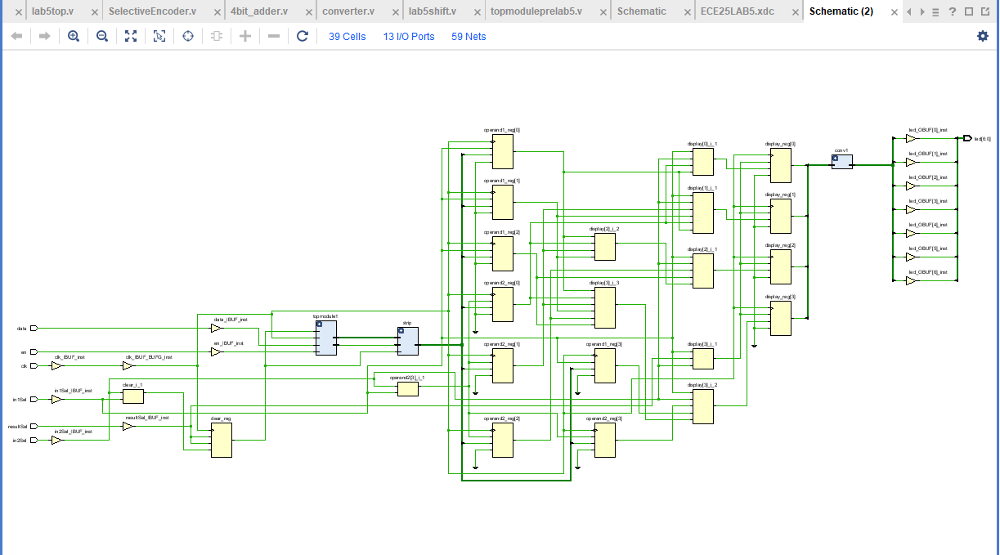 lab5top.v SelectiveEncoder.v 4bit_adder.v converter.v lab5shift.v topmoduleprelab5.v Schematic ECE25LAB5.xdc Schematic (2)
39 Cells 13 I/O Ports 59 Nets
operand1_reg[0]
led_OBUF[0]_inst
led[6:0]
display[0]_i_1
display_reg[0]
conv1
led_OBUF[1]_inst
operand1_reg[1]
led_OBUF[2]_inst
display[1]_i_1
display_reg[1]
led_OBUF[3]_inst
operand1_reg[2]
display[2]_i_2
led_OBUF[4]_inst
display[2]_i_1
display_reg[2]
led_OBUF[5]_inst
operand2_reg[0]
display[3]_i_3
led_OBUF[6]_inst
display_reg[3]
data
data_IBUF_inst
topmodule1
strip
en
en_IBUF_inst
operand2_reg[1]
operand1_reg[3]
display[3]_i_1
clk
clk_IBUF_inst
clk_IBUF_BUFG_inst
operand2[3]_i_1
clear_i_1
display[3]_i_2
in1Sel
in1Sel_IBUF_inst
resultSel
resultSel_IBUF_inst
clear_reg
operand2_reg[2]
operand2_reg[3]
in2Sel
in2Sel_IBUF_inst